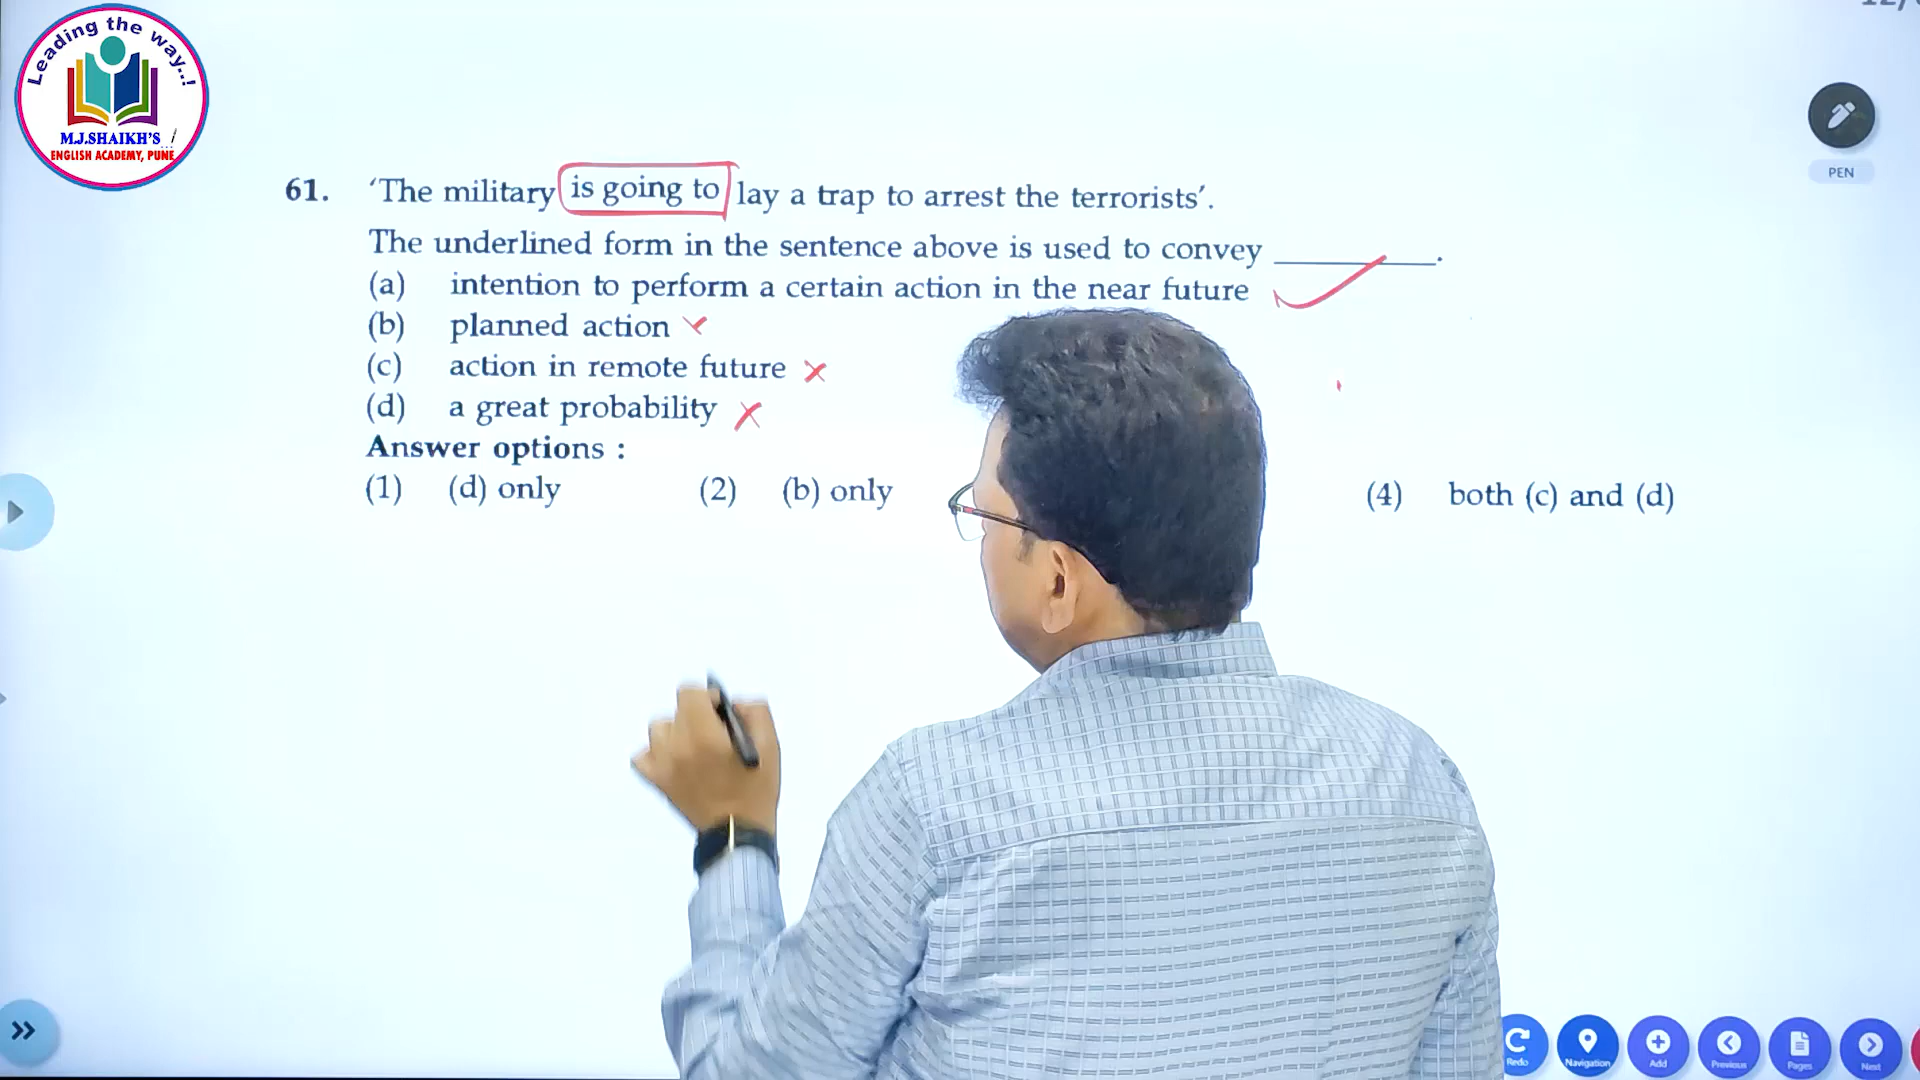 Leading the way..!
M.J.SHAIKH'S
ENGLISH ACADEMY, PUNE
PEN
61. 'The military is going to lay a trap to arrest the terrorists'.
The underlined form in the sentence above is used to convey ________.
(a) intention to perform a certain action in the near future
(b) planned action
(c) action in remote future
(d) a great probability
Answer options :
(1) (d) only (2) (b) only (4) both (c) and (d)
Redo Navigation Add Previous Pages Next